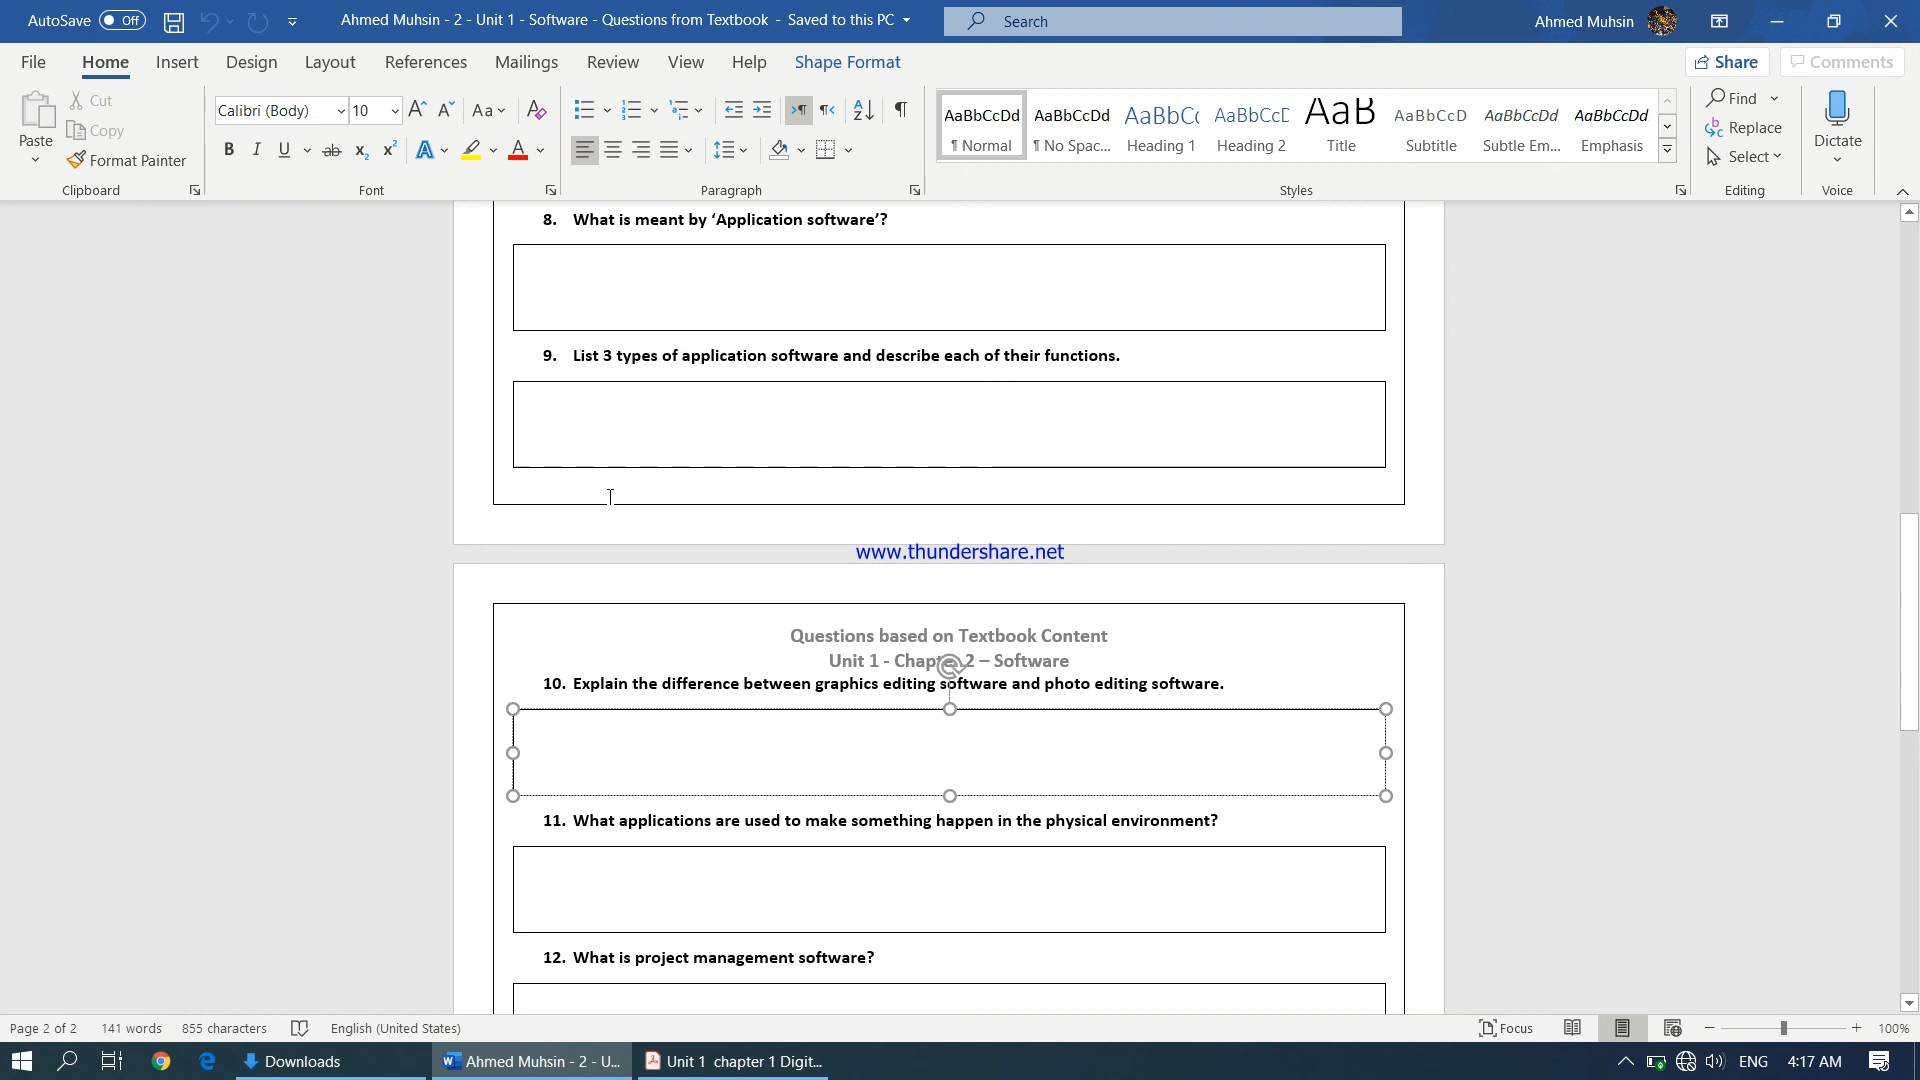 AutoSave Off Ahmed Muhsin - 2 - Unit 1 - Software - Questions from Textbook - Saved to this PC Search Ahmed Muhsin
File Home Insert Design Layout References Mailings Review View Help Shape Format Share Comments
Paste
Cut
Copy
Format Painter
Clipboard
Calibri (Body) 10
Font
Paragraph
AaBbCcDd AaBbCcDd AaBbC AaBbCcD AaB AaBbCcD AaBbCcDd AaBbCcDd
¶ Normal ¶ No Spac... Heading 1 Heading 2 Title Subtitle Subtle Em... Emphasis
Styles
Find
Replace
Select
Editing
Dictate
Voice
8. What is meant by ‘Application software’?
9. List 3 types of application software and describe each of their functions.
www.thundershare.net
Questions based on Textbook Content
Unit 1 - Chapte 2 – Software
10. Explain the difference between graphics editing software and photo editing software.
11. What applications are used to make something happen in the physical environment?
12. What is project management software?
Page 2 of 2 141 words 855 characters English (United States) Focus 100%
Downloads Ahmed Muhsin - 2 - U... Unit 1 chapter 1 Digit... ENG 4:17 AM